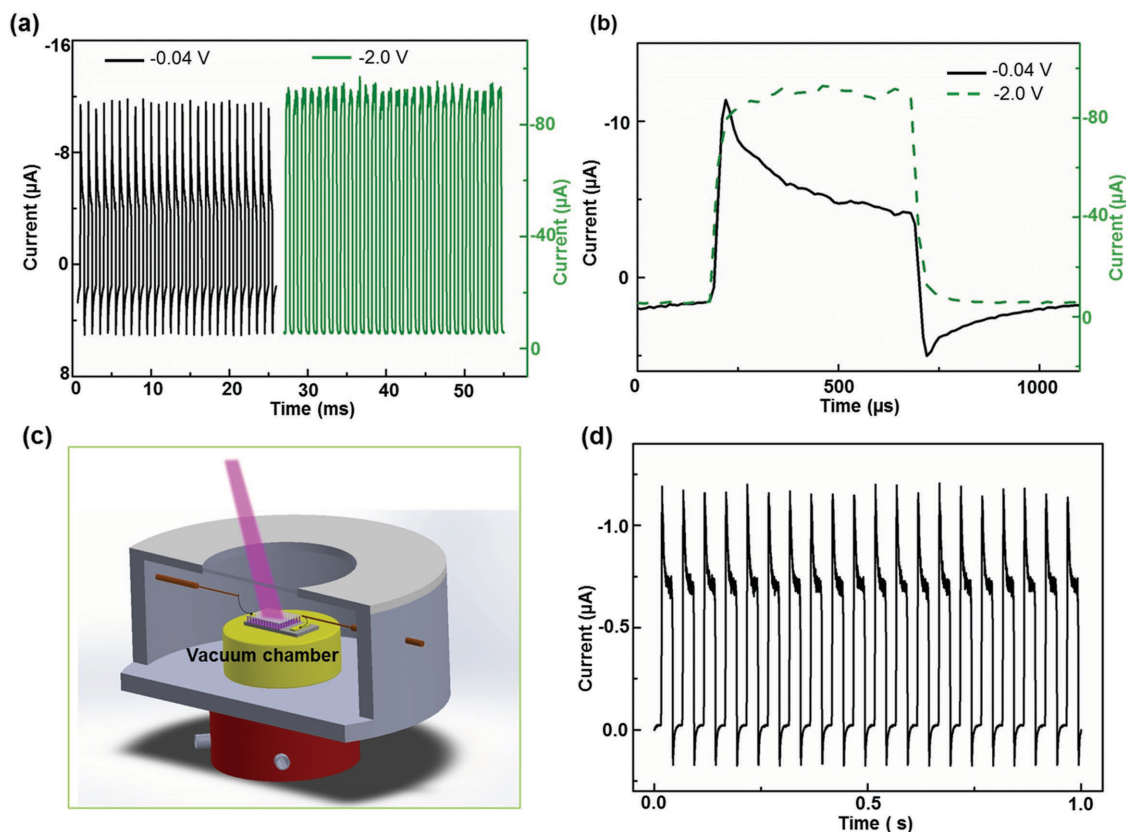 (a)
-0.04 V
-2.0 V
-16
-8
0
8
Current (µA)
0
10
20
30
40
50
Time (ms)
-80
-40
0
Current (µA)
(b)
-0.04 V
-2.0 V
-10
0
Current (µA)
0
500
1000
Time (µs)
-80
-40
0
Current (µA)
(c)
Vacuum chamber
(d)
-1.0
-0.5
0.0
Current (µA)
0.0
0.5
1.0
Time ( s)